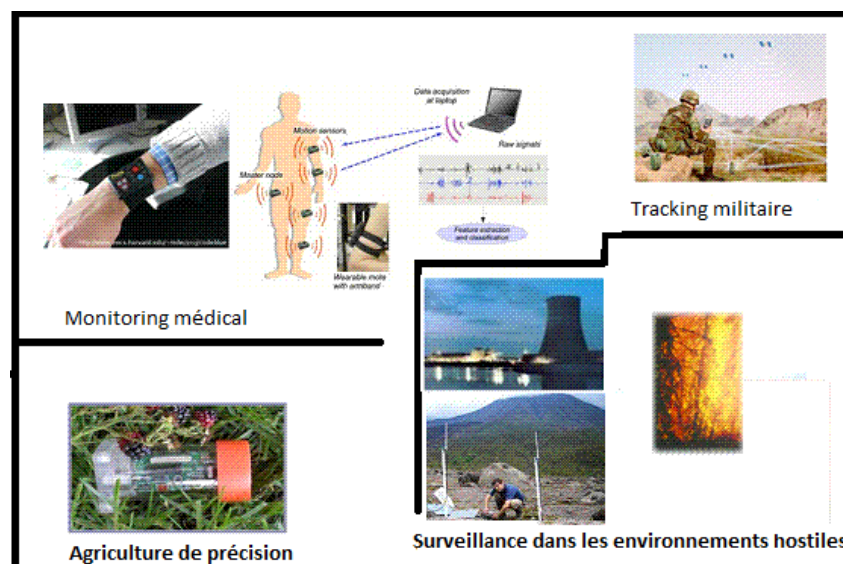 Data acquisition
at laptop
Motion sensors
Raw signals
Master node
Feature extraction
and classification
Wearable mote
with armband
Tracking militaire
Monitoring médical
Agriculture de précision
Surveillance dans les environnements hostiles